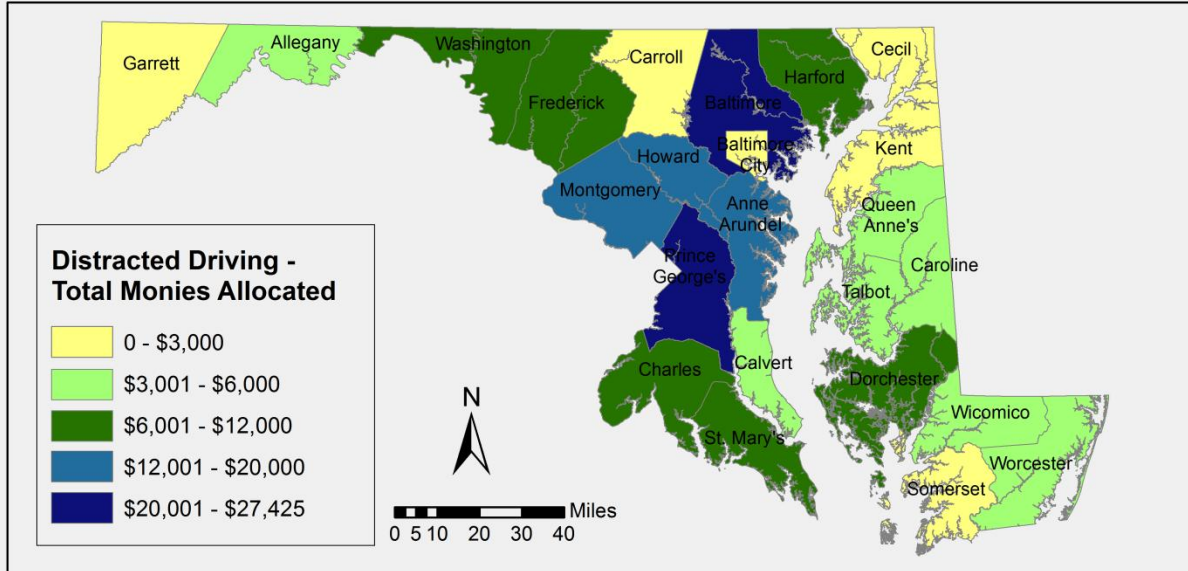 Garrett
Allegany
Washington
Frederick
Carroll
Baltimore
Harford
Cecil
Baltimore
City
Kent
Howard
Montgomery
Anne
Arundel
Queen
Anne's
Prince
George's
Caroline
Talbot
Calvert
Charles
Dorchester
St. Mary's
Wicomico
Worcester
Somerset
Distracted Driving -
Total Monies Allocated
0 - $3,000
$3,001 - $6,000
$6,001 - $12,000
$12,001 - $20,000
$20,001 - $27,425
N
Miles
0 5 10 20 30 40